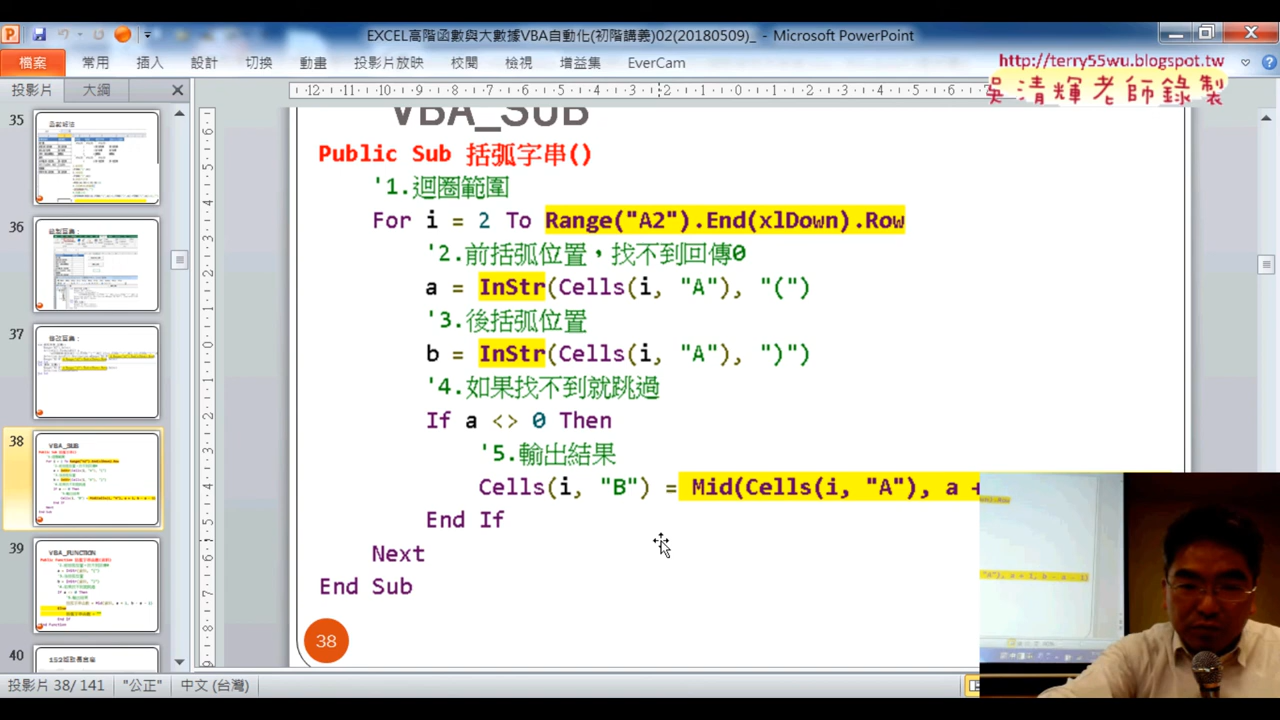 EXCEL高階函數與大數據VBA自動化(初階講義)02(20180509)_ - Microsoft PowerPoint
檔案 常用 插入 設計 切換 動畫 投影片放映 校閱 檢視 增益集 EverCam
http://terry55wu.blogspot.tw
吳清輝老師錄製
投影片 大綱
VBA_SUB
Public Sub 括弧字串()
'1.迴圈範圍
For i = 2 To Range("A2").End(xlDown).Row
'2.前括弧位置，找不到回傳0
a = InStr(Cells(i, "A"), "(")
'3.後括弧位置
b = InStr(Cells(i, "A"), ")")
'4.如果找不到就跳過
If a <> 0 Then
'5.輸出結果
Cells(i, "B") = Mid(Cells(i, "A"), a +
End If
Next
End Sub
38
35
36
37
38
VBA_SUB
39
VBA_FUNCTION
40
"A"), a + 1, b - a - 1)
投影片 38/141 "公正" 中文 (台灣)